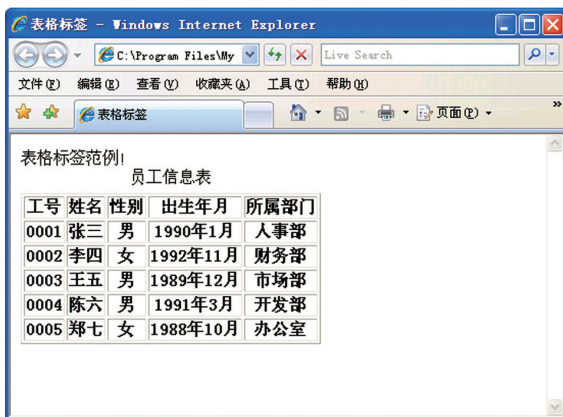 表格标签 - Windows Internet Explorer
C:\Program Files\My
Live Search
文件(F) 编辑(E) 查看(V) 收藏夹(A) 工具(T) 帮助(H)
表格标签
页面(P)
»
表格标签范例!
员工信息表
工号 姓名 性别 出生年月 所属部门
0001 张三 男 1990年1月 人事部
0002 李四 女 1992年11月 财务部
0003 王五 男 1989年12月 市场部
0004 陈六 男 1991年3月 开发部
0005 郑七 女 1988年10月 办公室